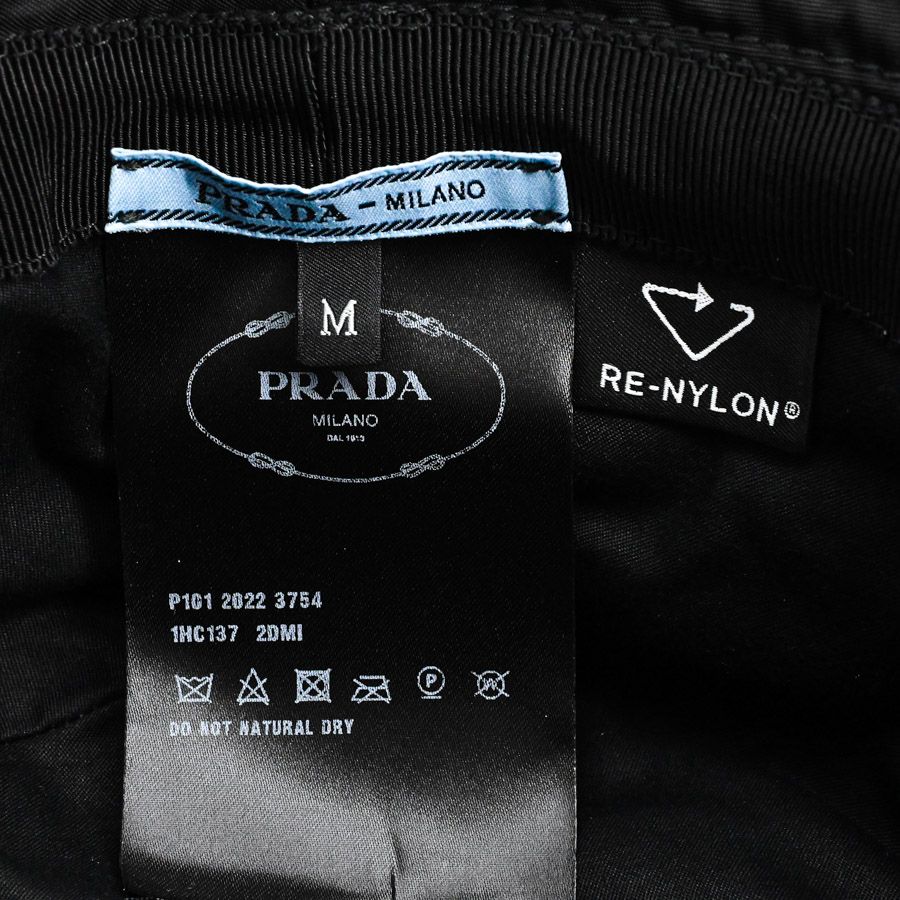 PRADA - MILANO
M
PRADA
MILANO
DAL 1913
RE-NYLON®
P101 2022 3754
1HC137 2DMI
P
W
DO NOT NATURAL DRY